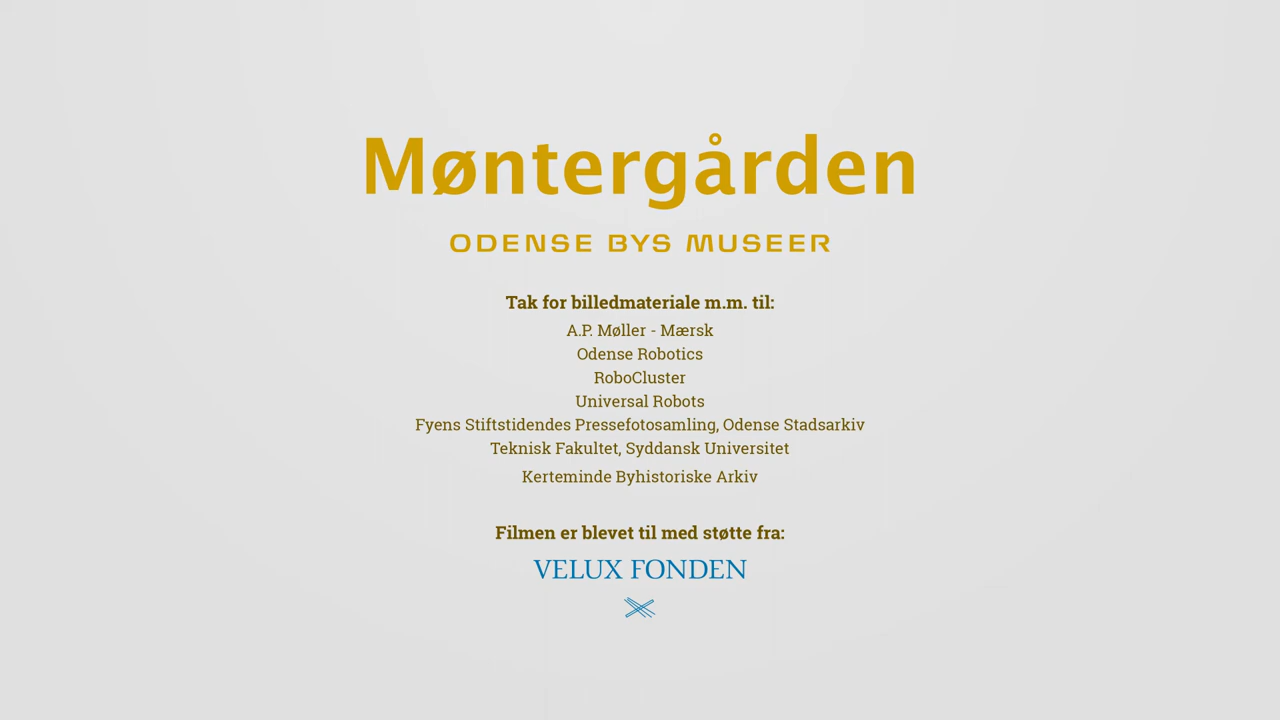 Møntergården
ODENSE BYS MUSEER
Tak for billedmateriale m.m. til:
A.P. Møller - Mærsk
Odense Robotics
RoboCluster
Universal Robots
Fyens Stiftstidendes Pressefotosamling, Odense Stadsarkiv
Teknisk Fakultet, Syddansk Universitet
Kerteminde Byhistoriske Arkiv
Filmen er blevet til med støtte fra:
VELUX FONDEN